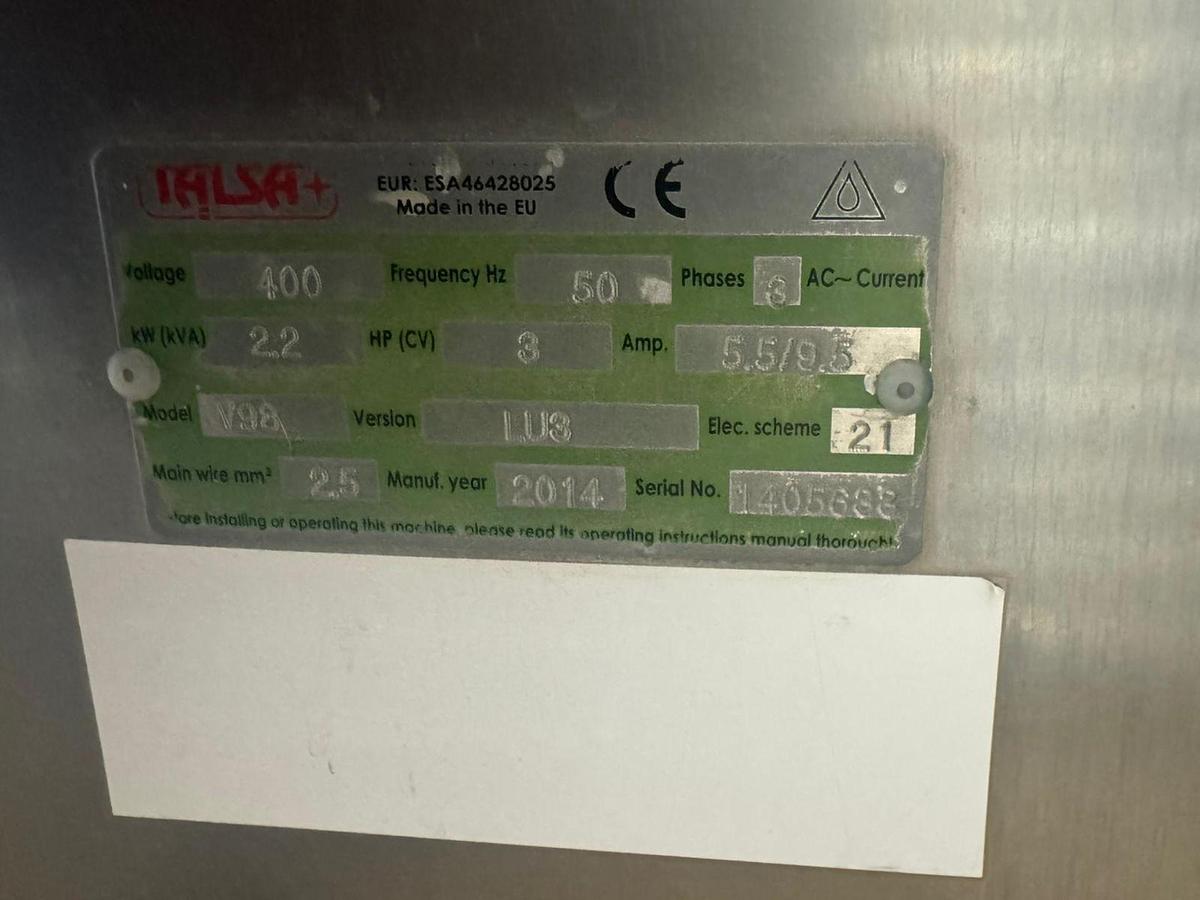 TALSA+
EUR: ESA46428025
Made in the EU
CE
Voltage 400 Frequency Hz 50 Phases 3 AC~ Current
kW (kVA) 2.2 HP (CV) 3 Amp. 5.5/9.5
Model V98 Version LU3 Elec. scheme 21
Main wire mm² 2.5 Manuf. year 2014 Serial No.
installing or operating this machine, please read its operating instructions manual